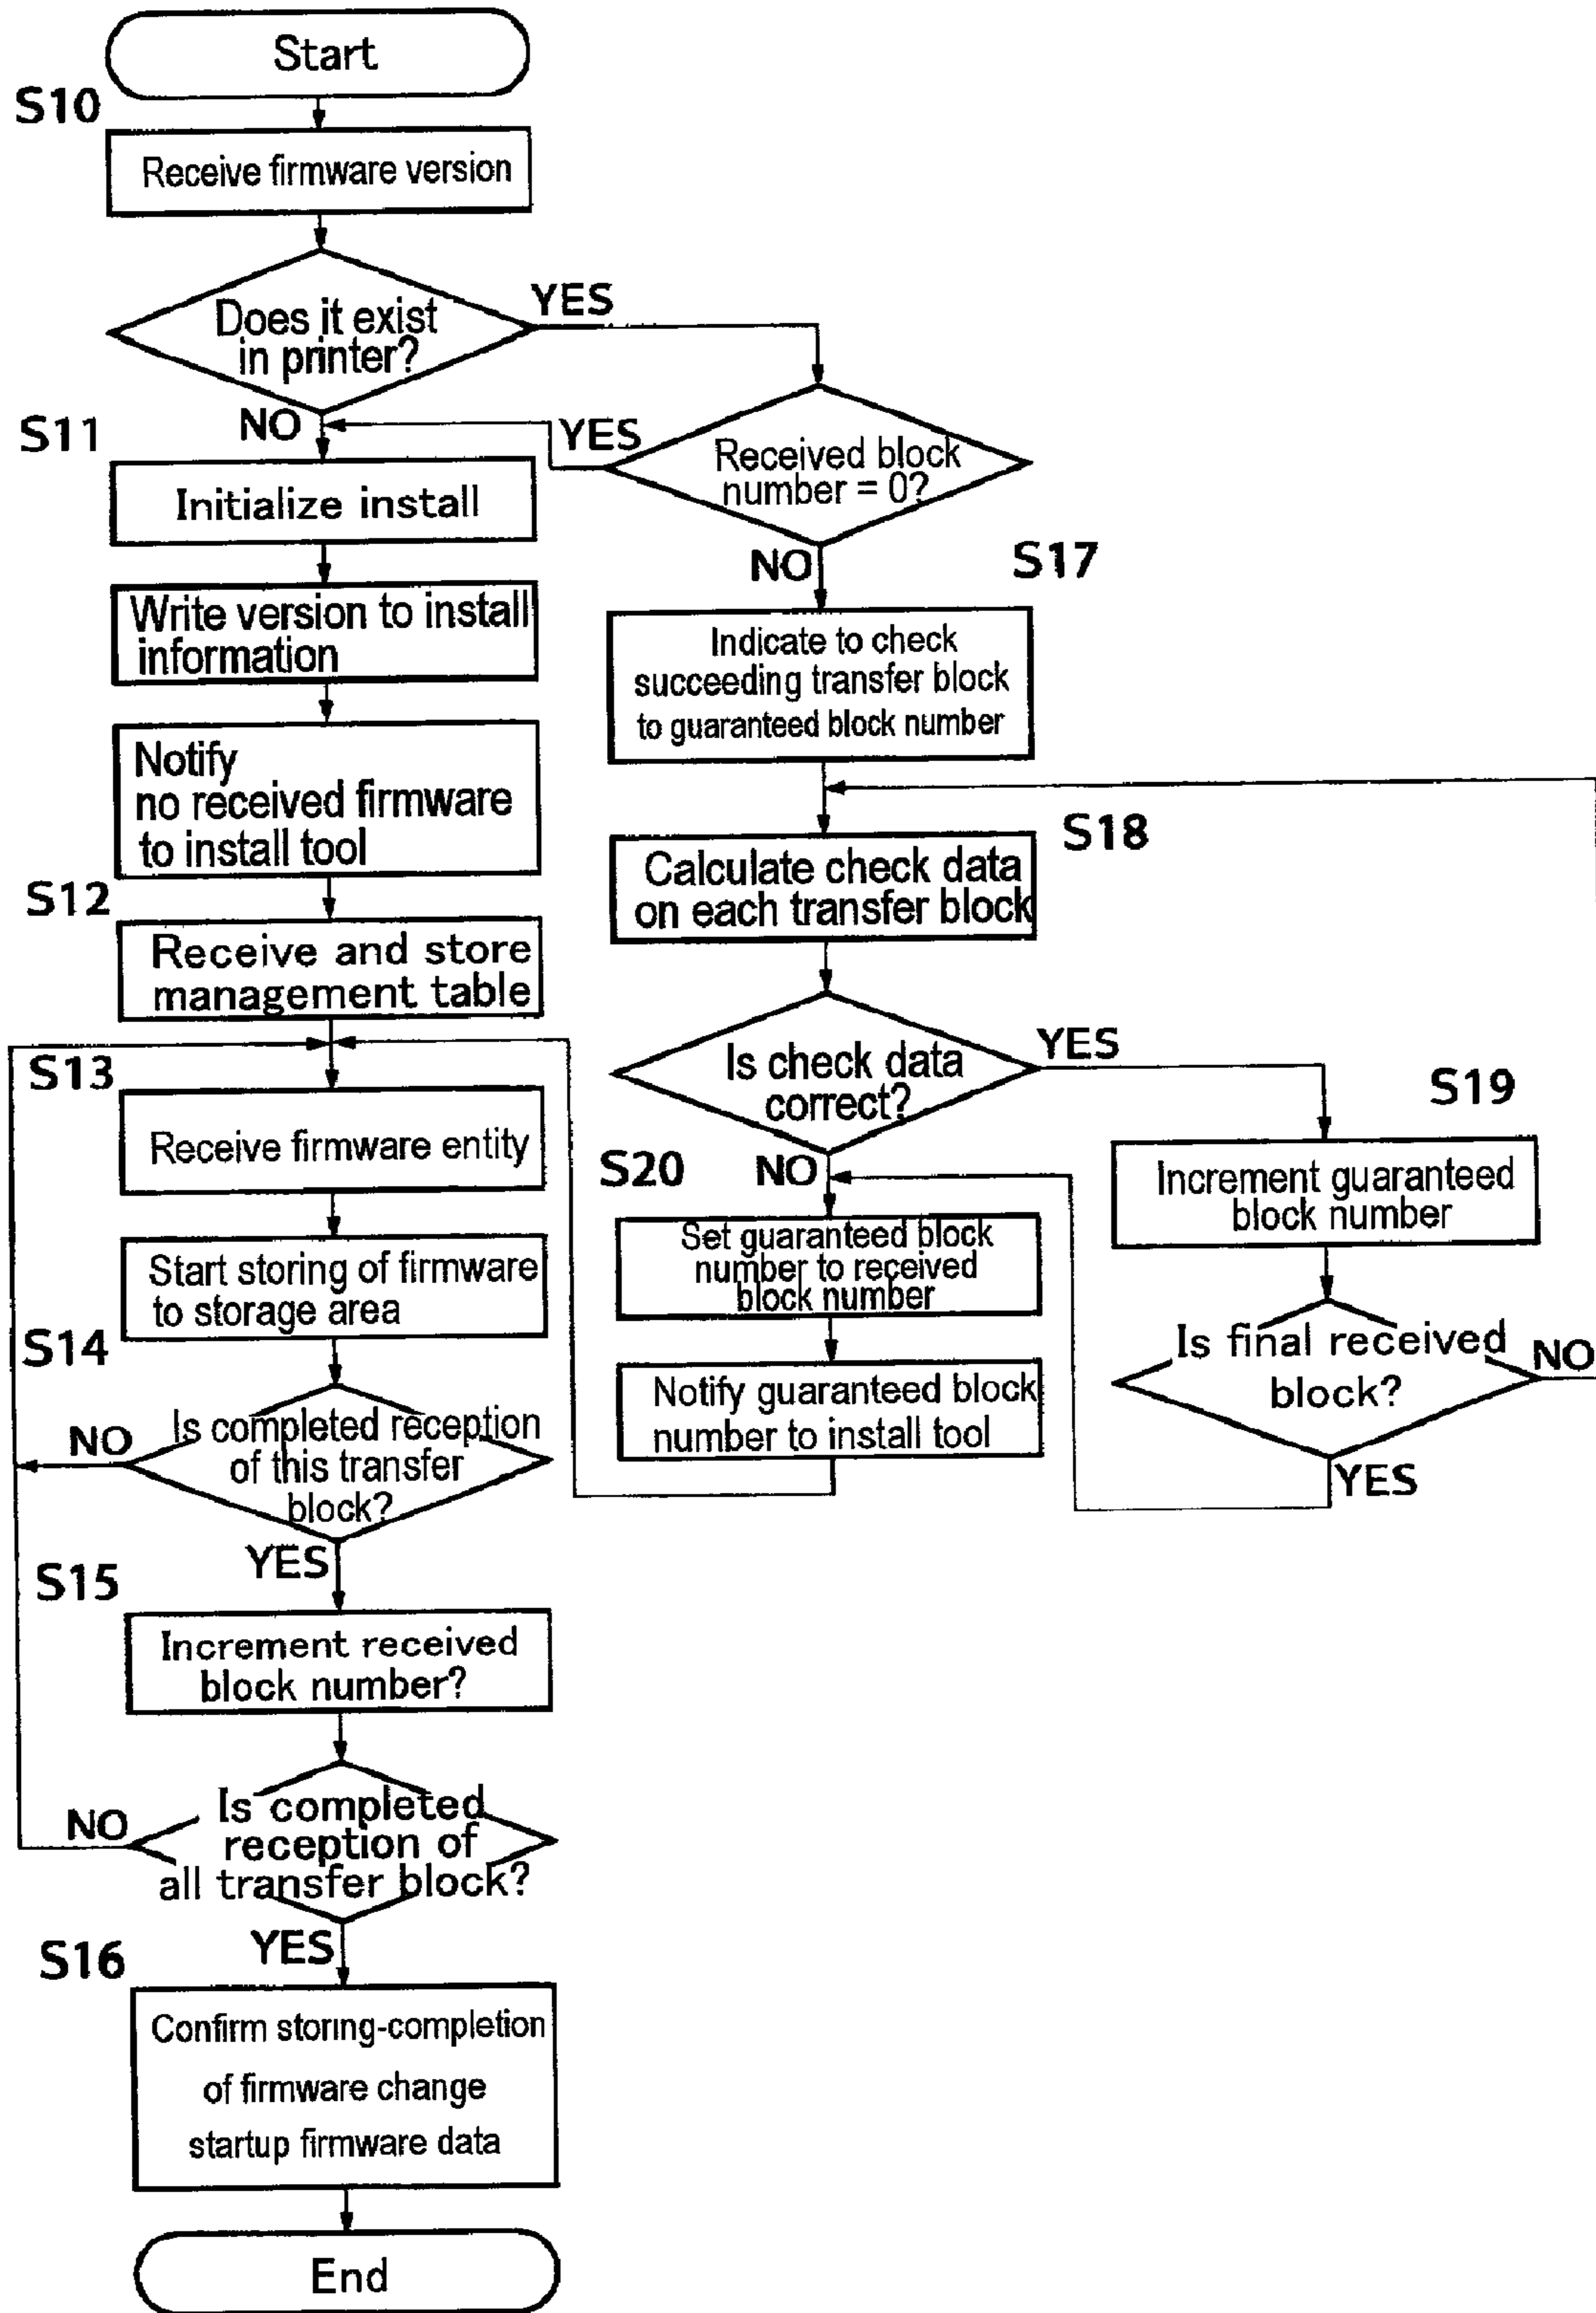 Start
S10
Receive firmware version
Does it exist
in printer?
YES
NO
S11
Initialize install
Write version to install
information
Notify
no received firmware
to install tool
S12
Receive and store
management table
S13
Receive firmware entity
Start storing of firmware
to storage area
S14
Is completed reception
of this transfer
block?
NO
YES
S15
Increment received
block number?
Is completed
reception of
all transfer block?
NO
YES
S16
Confirm storing-completion
of firmware change
startup firmware data
End
Received block
number = 0?
YES
NO
S17
Indicate to check
succeeding transfer block
to guaranteed block number
S18
Calculate check data
on each transfer block
Is check data
correct?
YES
NO
S20
Set guaranteed block
number to received
block number
Notify guaranteed block
number to install tool
S19
Increment guaranteed
block number
Is final received
block?
NO
YES